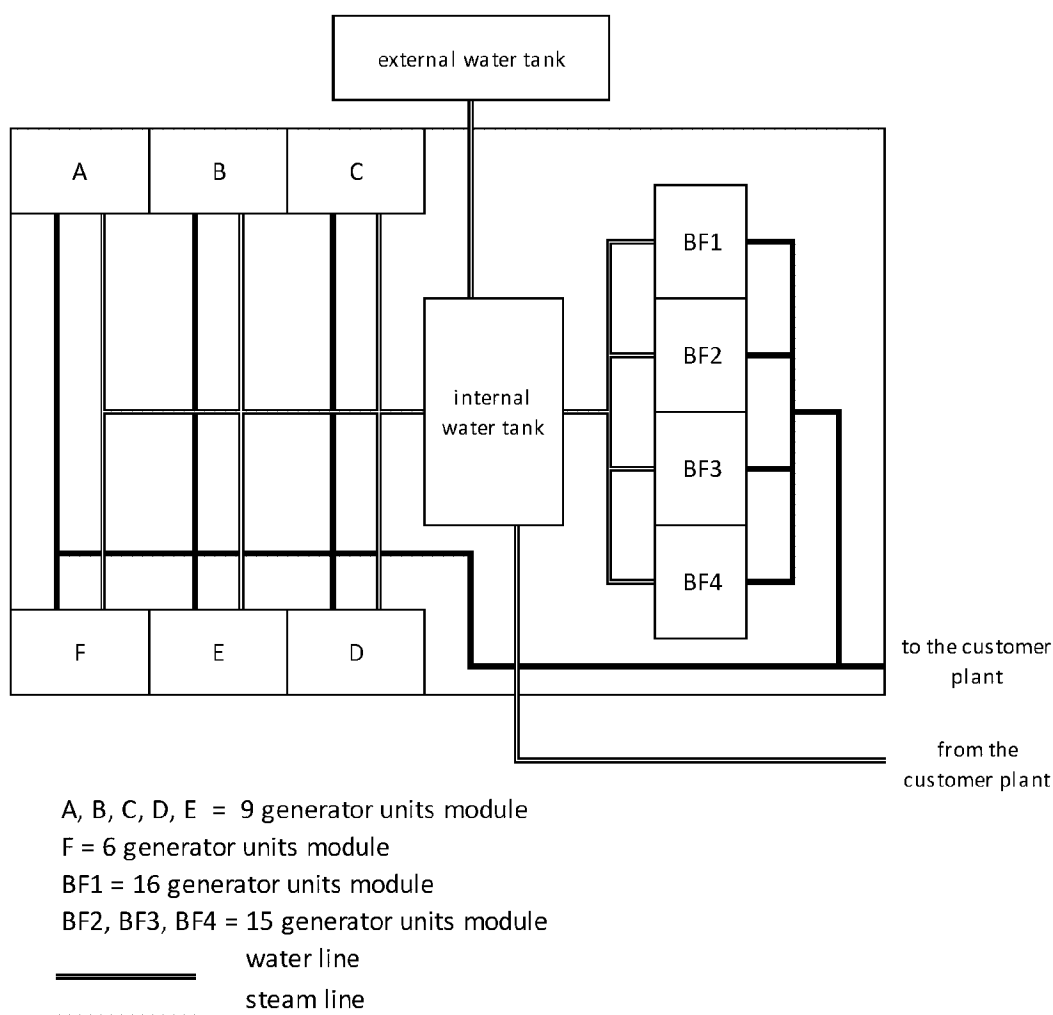 external water tank
A
B
C
BF1
BF2
internal
water tank
BF3
BF4
F
E
D
to the customer
plant
from the
customer plant
A, B, C, D, E = 9 generator units module
F = 6 generator units module
BF1 = 16 generator units module
BF2, BF3, BF4 = 15 generator units module
water line
steam line